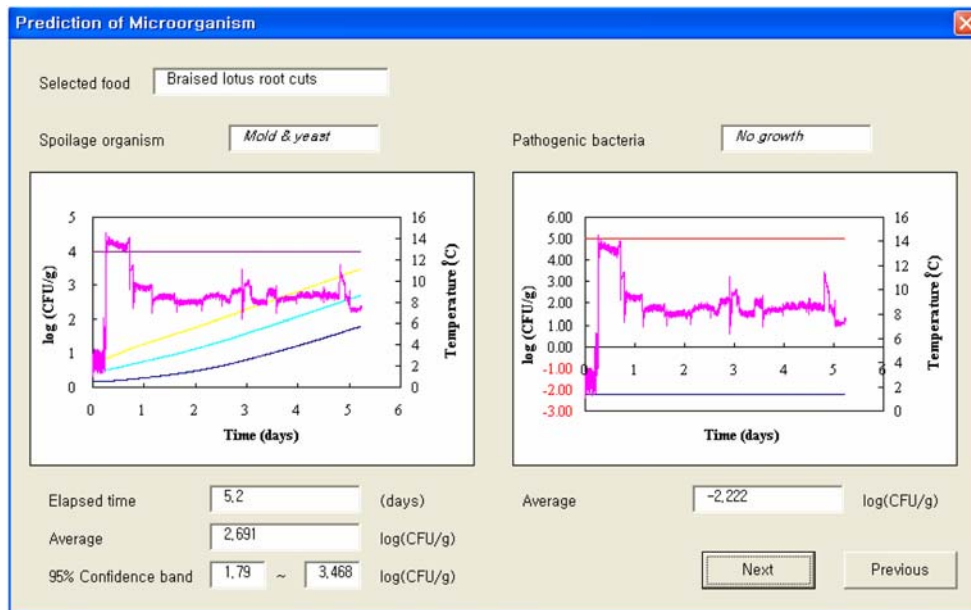 Prediction of Microorganism
Selected food Braised lotus root cuts
Spoilage organism Mold & yeast
Pathogenic bacteria No growth
5
4
3
2
1
0
log (CFU/g)
16
14
12
10
8
6
4
2
0
Temperature (°C)
0 1 2 3 4 5 6
Time (days)
6.00
5.00
4.00
3.00
2.00
1.00
0.00
-1.00
-2.00
-3.00
log (CFU/g)
16
14
12
10
8
6
4
2
0
Temperature (°C)
0 1 2 3 4 5 6
Time (days)
Elapsed time 5,2 (days)
Average 2,691 log(CFU/g)
95% Confidence band 1,79 ~ 3,468 log(CFU/g)
Average -2,222 log(CFU/g)
Next Previous